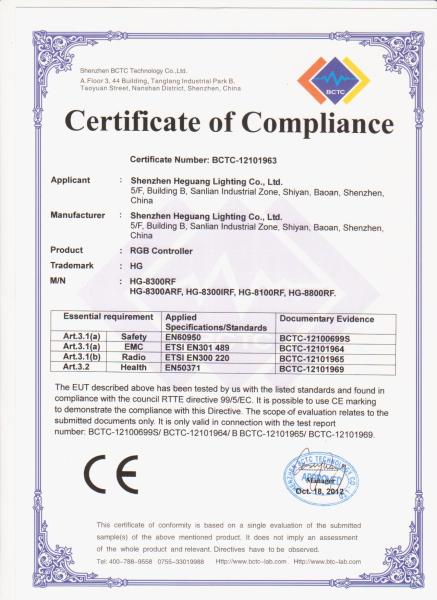 Shenzhen BCTC Technology Co.,Ltd.
A.Floor 3, 44 Building, Tanglang Industrial Park B,
Taoyuan Street, Nanshan District, Shenzhen, China
BCTC
Certificate of Compliance
Certificate Number: BCTC-12101963
Applicant : Shenzhen Heguang Lighting Co., Ltd.
5/F, Building B, Sanlian Industrial Zone, Shiyan, Baoan, Shenzhen,
China
Manufacturer : Shenzhen Heguang Lighting Co., Ltd.
5/F, Building B, Sanlian Industrial Zone, Shiyan, Baoan, Shenzhen,
China
Product : RGB Controller
Trademark : HG
M/N : HG-8300RF
HG-8300ARF, HG-8300IRF, HG-8100RF, HG-8800RF.
Essential requirement Applied Specifications/Standards Documentary Evidence
Art.3.1(a) Safety EN60950 BCTC-12100699S
Art.3.1(a) EMC ETSI EN301 489 BCTC-12101964
Art.3.1(b) Radio ETSI EN300 220 BCTC-12101965
Art.3.2 Health EN50371 BCTC-12101969
The EUT described above has been tested by us with the listed standards and found in
compliance with the council RTTE directive 99/5/EC. It is possible to use CE marking
to demonstrate the compliance with this Directive. The scope of evaluation relates to the
submitted documents only. It is only valid in connection with the test report
number: BCTC-12100699S/ BCTC-12101964/ B BCTC-12101965/ BCTC-12101969.
CE
SHENZHEN BCTC TECHNOLOGY CO., LTD.
APPROVED
Manager
Oct. 18, 2012
This certificate of conformity is based on a single evaluation of the submitted
sample(s) of the above mentioned product. It does not imply an assessment
of the whole product and relevant. Directives have to be observed.
Tel: 400-788-9558 0755-33019988 Http://www.bctc-lab.com . Http://www.bctc-lab.com